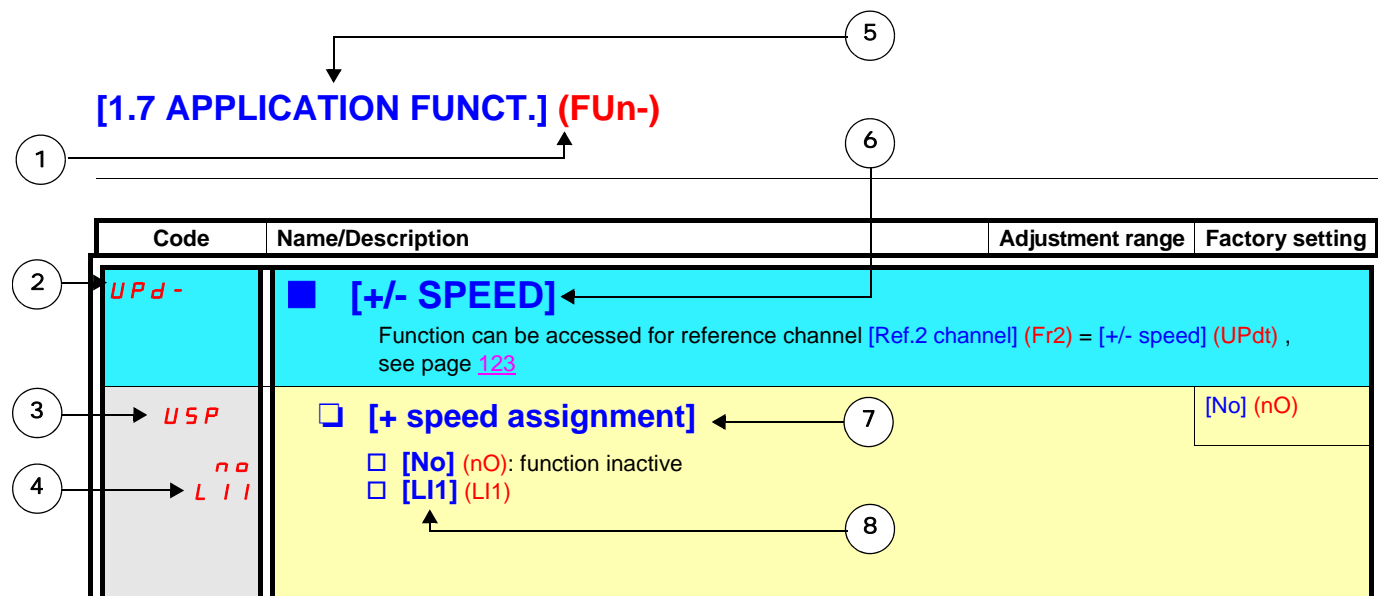 5
[1.7 APPLICATION FUNCT.] (FUn-)
1
6
Code Name/Description Adjustment range Factory setting
2
UPd- [+/- SPEED]
Function can be accessed for reference channel [Ref.2 channel] (Fr2) = [+/- speed] (UPdt) ,
see page 123
3 USP [+ speed assignment] 7 [No] (nO)
nO [No] (nO): function inactive
4 LI1 [LI1] (LI1)
8